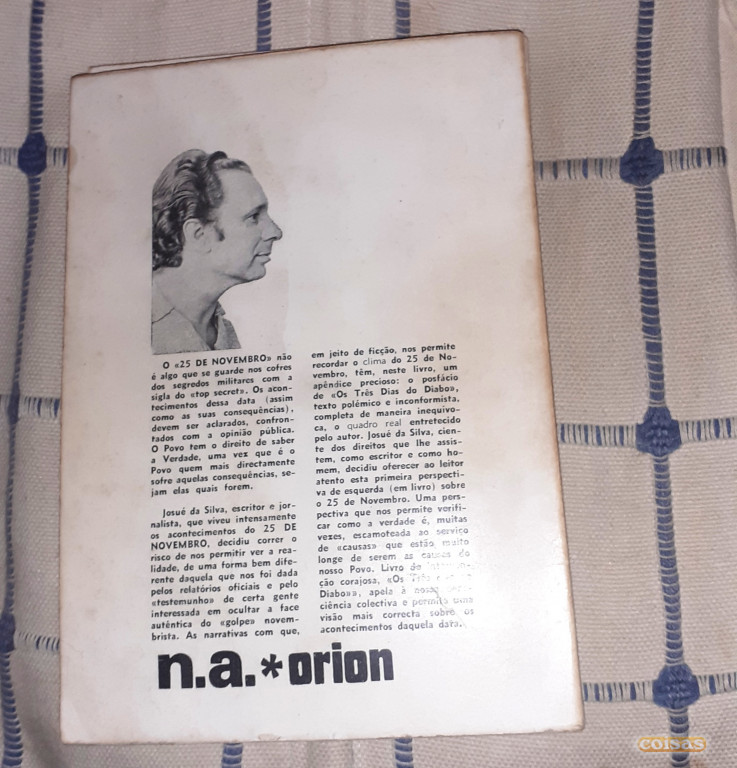 O «25 DE NOVEMBRO» não
é algo que se guarde nos cofres
dos segredos militares com a
sigla do «top secret». Os acon-
tecimentos dessa data (assim
como as suas consequências),
devem ser aclarados, confron-
tados com a opinião pública.
O Povo tem o direito de saber
a Verdade, uma vez que é o
Povo quem mais directamente
sofre aquelas consequências, se-
jam elas quais forem.
Josué da Silva, escritor e jor-
nalista, que viveu intensamente
os acontecimentos do 25 DE
NOVEMBRO, decidiu correr o
risco de nos permitir ver a rea-
lidade, de uma forma bem dife-
rente daquela que nos foi dada
pelos relatórios oficiais e pelo
«testemunho» de certa gente
interessada em ocultar a face
autêntica do «golpe» novem-
brista. As narrativas com que,
em jeito de ficção, nos permite
recordar o clima do 25 de No-
vembro, têm, neste livro, um
apêndice precioso: o posfácio
de «Os Três Dias do Diabo»,
texto polémico e inconformista,
completa de maneira inequívo-
ca, o quadro real entretecido
pelo autor. Josué da Silva, cien-
te dos direitos que lhe assis-
tem, como escritor e como ho-
mem, decidiu oferecer ao leitor
atento esta primeira perspecti-
va de esquerda (em livro) sobre
o 25 de Novembro. Uma pers-
pectiva que nos permite verifi-
car como a verdade é, muitas
vezes, escamoteada ao serviço
de «causas» que estão muito
longe de serem as causas do
nosso Povo. Livro de
ção corajosa, «Os
Diabo», apela à nossa
ciência colectiva e permite uma
visão mais correcta sobre os
acontecimentos daquela data.
n.a.*orion
coisas